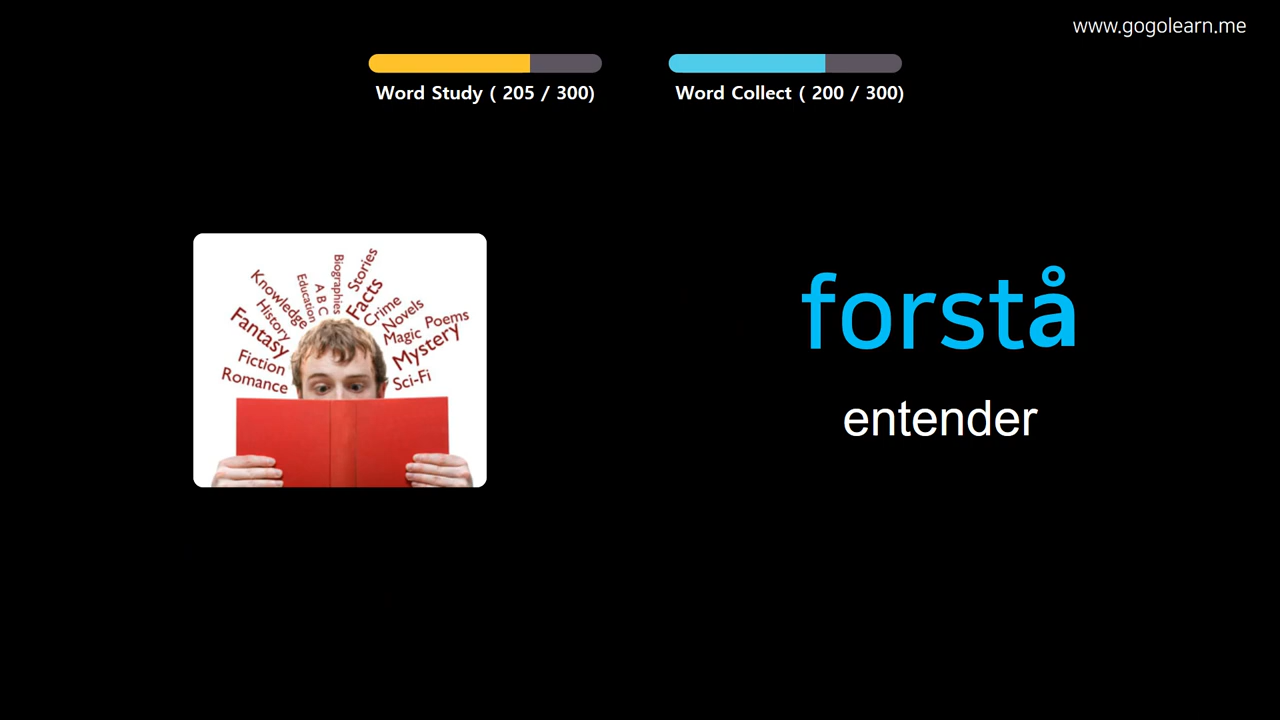 www.gogolearn.me
Word Study ( 205 / 300)
Word Collect ( 200 / 300)
Biographies
Stories
Knowledge
Education
A B C
Facts
History
Crime
Novels
Fantasy
Magic
Poems
Fiction
Mystery
Romance
Sci-Fi
forstå
entender